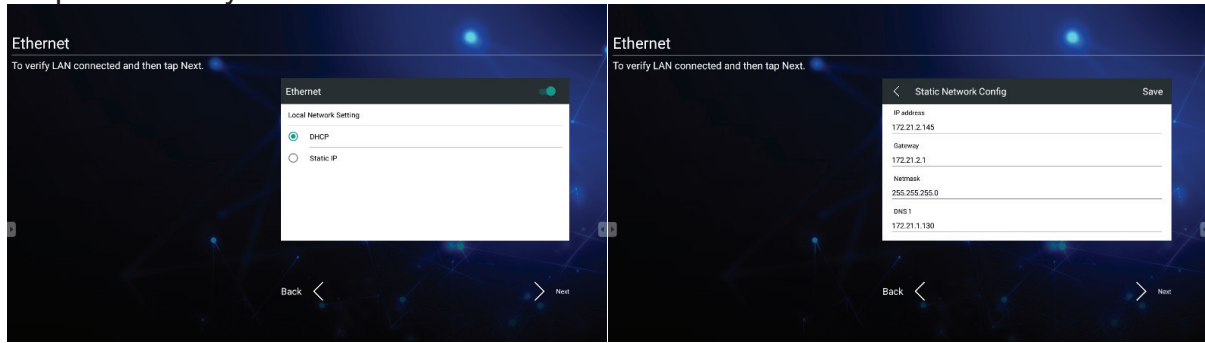 Ethernet
To verify LAN connected and then tap Next.
Ethernet
Local Network Setting
DHCP
Static IP
Back
Next
Ethernet
To verify LAN connected and then tap Next.
Static Network Config Save
IP address
172.21.2.145
Gateway
172.21.2.1
Netmask
255.255.255.0
DNS 1
172.21.1.130
Back
Next